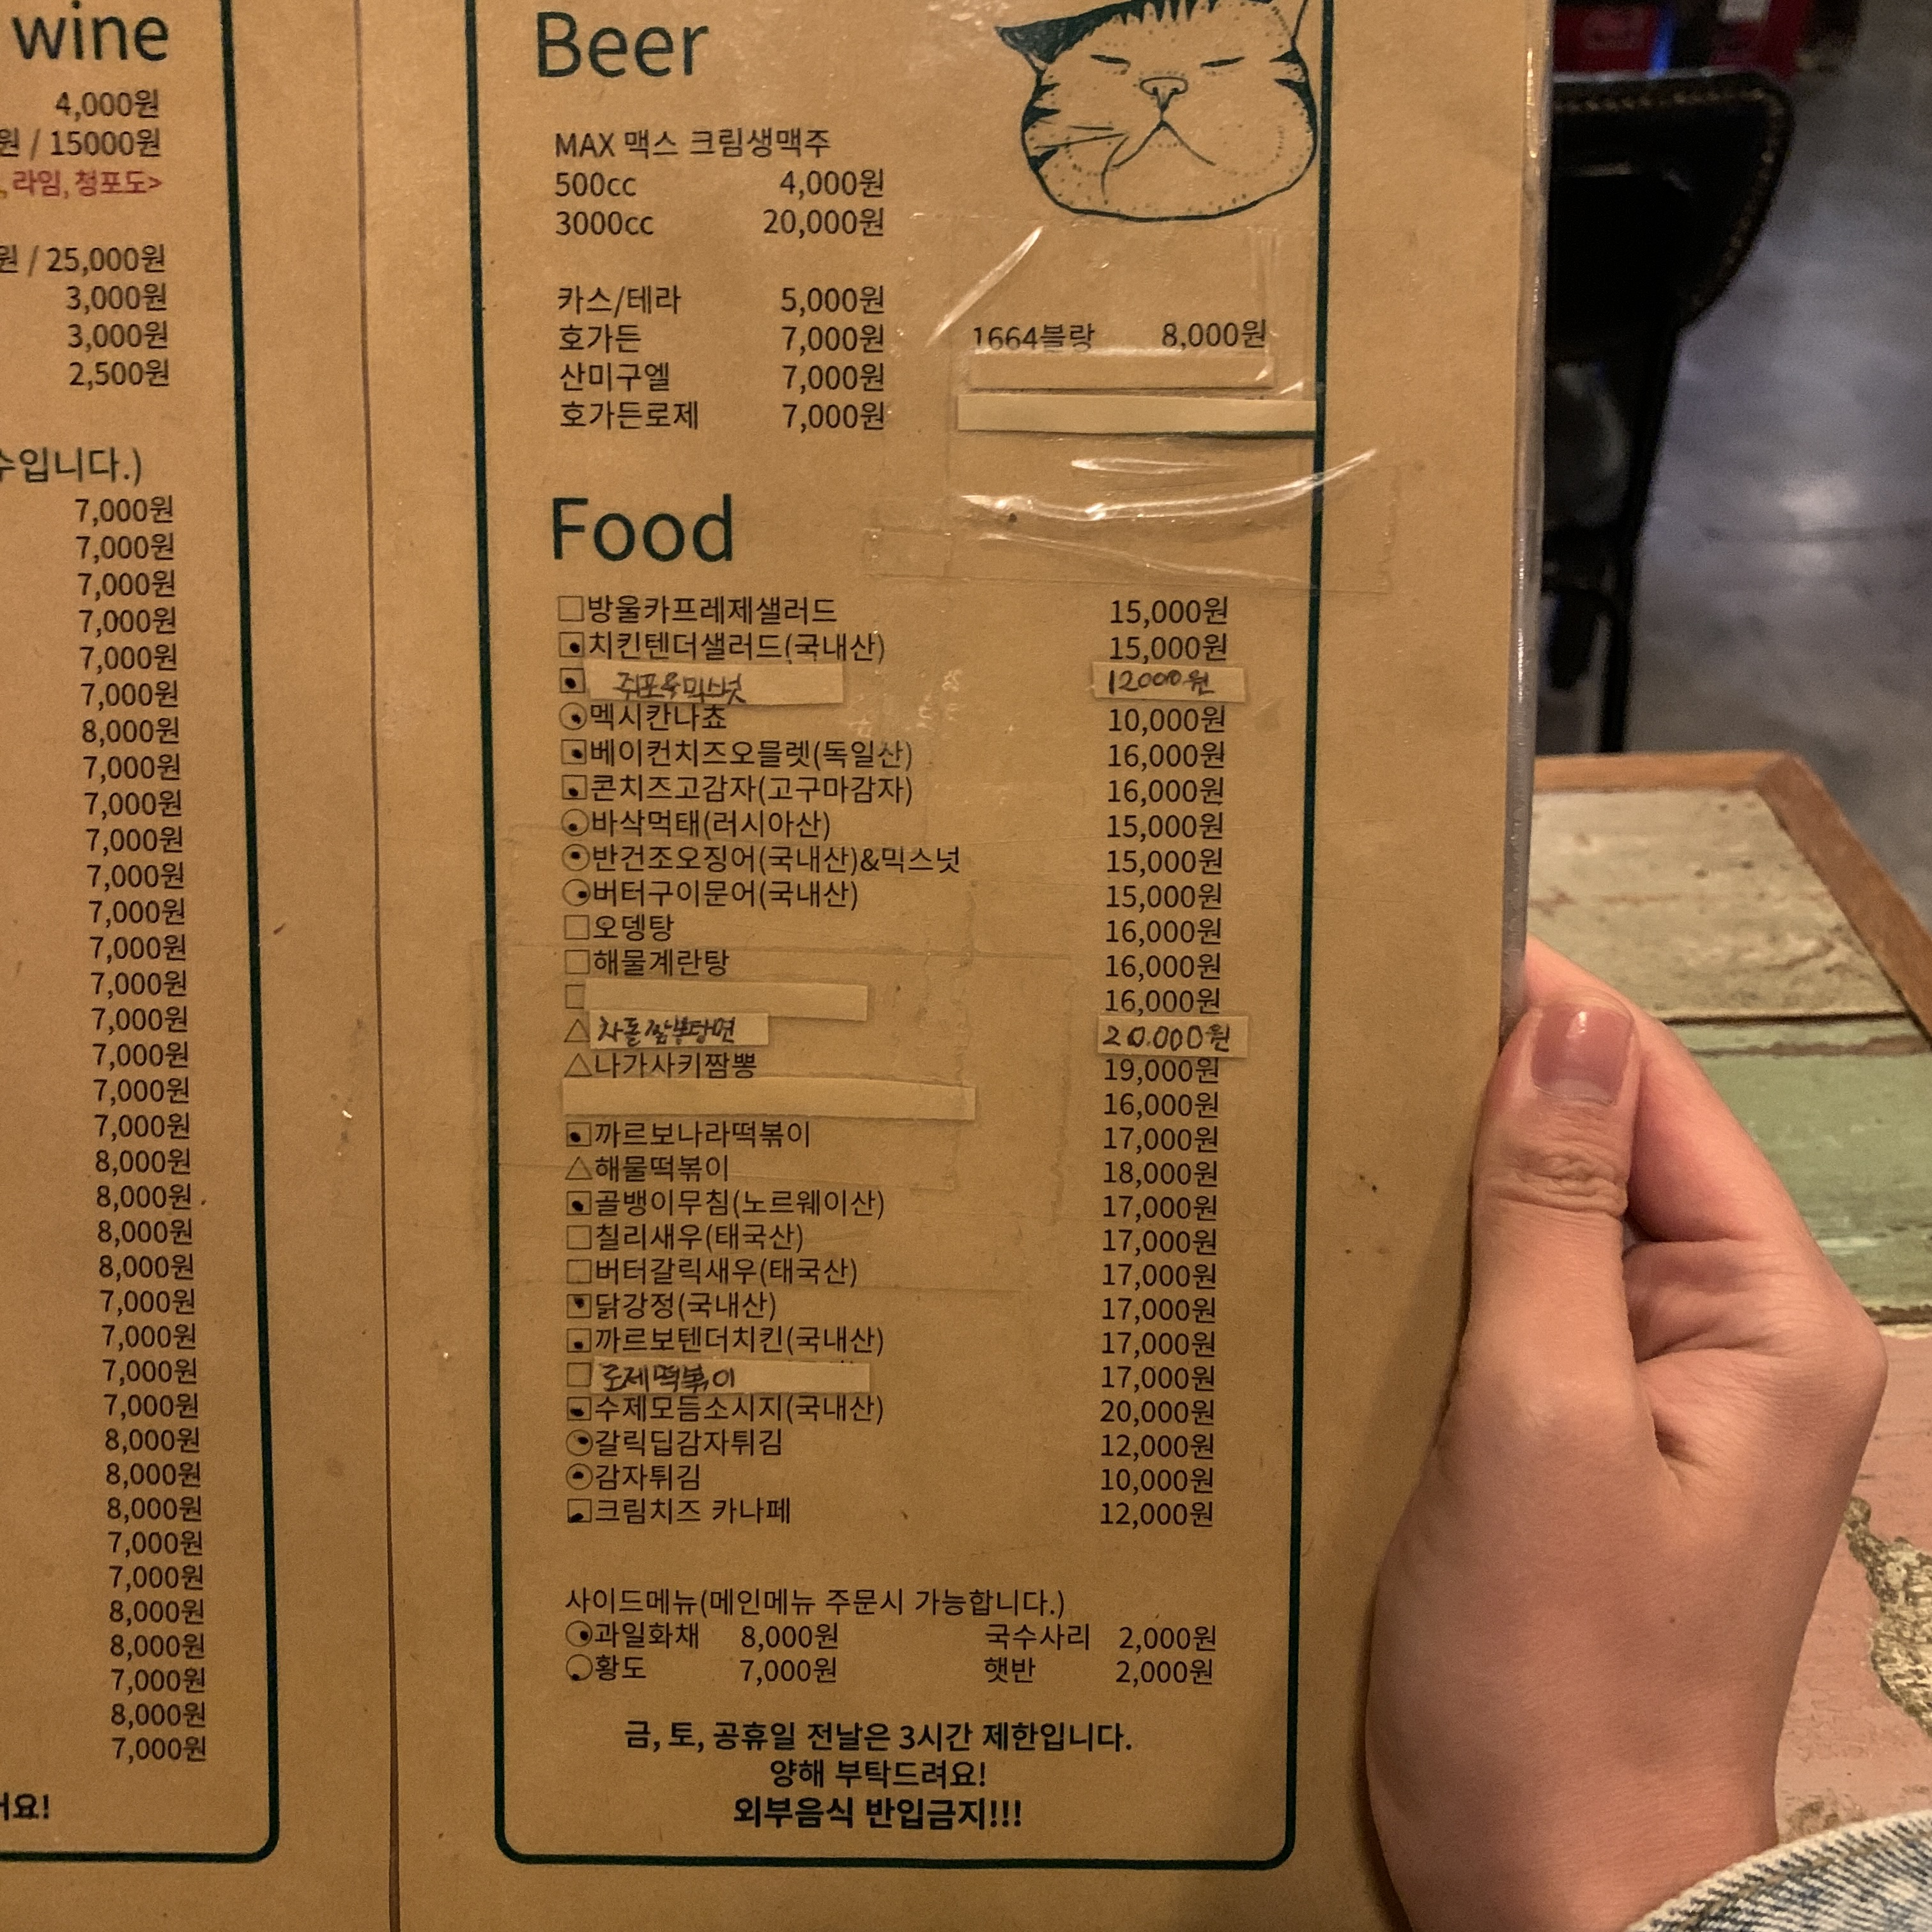 wine
4,000원
원 / 15000원
, 라임, 청포도>
원 / 25,000원
3,000원
3,000원
2,500원
수입니다.)
7,000원
7,000원
7,000원
7,000원
7,000원
7,000원
8,000원
7,000원
7,000원
7,000원
7,000원
7,000원
7,000원
7,000원
7,000원
7,000원
7,000원
7,000원
8,000원
8,000원
8,000원
8,000원
7,000원
7,000원
7,000원
7,000원
8,000원
8,000원
8,000원
7,000원
7,000원
8,000원
8,000원
7,000원
8,000원
7,000원
요!
Beer
MAX 맥스 크림생맥주
500cc 4,000원
3000cc 20,000원
카스/테라 5,000원
호가든 7,000원 1664블랑 8,000원
산미구엘 7,000원
호가든로제 7,000원
Food
방울카프레제샐러드 15,000원
치킨텐더샐러드(국내산) 15,000원
쥐포&믹스넛 12000원
멕시칸나쵸 10,000원
베이컨치즈오믈렛(독일산) 16,000원
콘치즈고감자(고구마감자) 16,000원
바삭먹태(러시아산) 15,000원
반건조오징어(국내산)&믹스넛 15,000원
버터구이문어(국내산) 15,000원
오뎅탕 16,000원
해물계란탕 16,000원
16,000원
차돌짬뽕탕면 20.000원
나가사키짬뽕 19,000원
16,000원
까르보나라떡볶이 17,000원
해물떡볶이 18,000원
골뱅이무침(노르웨이산) 17,000원
칠리새우(태국산) 17,000원
버터갈릭새우(태국산) 17,000원
닭강정(국내산) 17,000원
까르보텐더치킨(국내산) 17,000원
로제떡볶이 17,000원
수제모듬소시지(국내산) 20,000원
갈릭딥감자튀김 12,000원
감자튀김 10,000원
크림치즈 카나페 12,000원
사이드메뉴(메인메뉴 주문시 가능합니다.)
과일화채 8,000원 국수사리 2,000원
황도 7,000원 햇반 2,000원
금, 토, 공휴일 전날은 3시간 제한입니다.
양해 부탁드려요!
외부음식 반입금지!!!